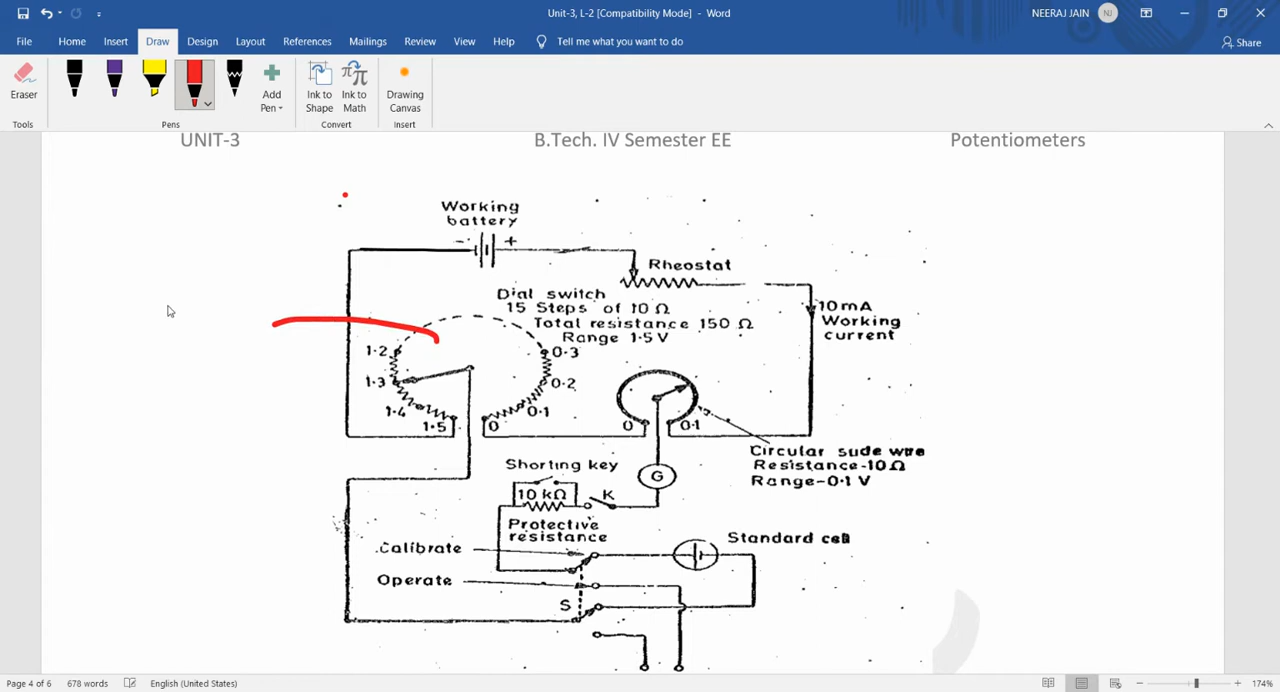 Unit-3, L-2 [Compatibility Mode] - Word
NEERAJ JAIN
NJ
File
Home
Insert
Draw
Design
Layout
References
Mailings
Review
View
Help
Tell me what you want to do
Share
Eraser
Add Pen
Ink to Shape
Ink to Math
Drawing Canvas
Tools
Pens
Convert
Insert
UNIT-3
B.Tech. IV Semester EE
Potentiometers
Working
battery
- +
Rheostat
Dial switch
15 Steps of 10 Ω
Total resistance 150 Ω
Range 1.5 V
10 mA
Working
current
1.2
0.3
1.3
0.2
1.4
0.1
1.5
0
0
0.1
Circular slide wire
Resistance-10Ω
Range-0.1 V
Shorting key
G
10 kΩ
K
Protective
resistance
Standard cell
Calibrate
Operate
S
Page 4 of 6
678 words
English (United States)
174%